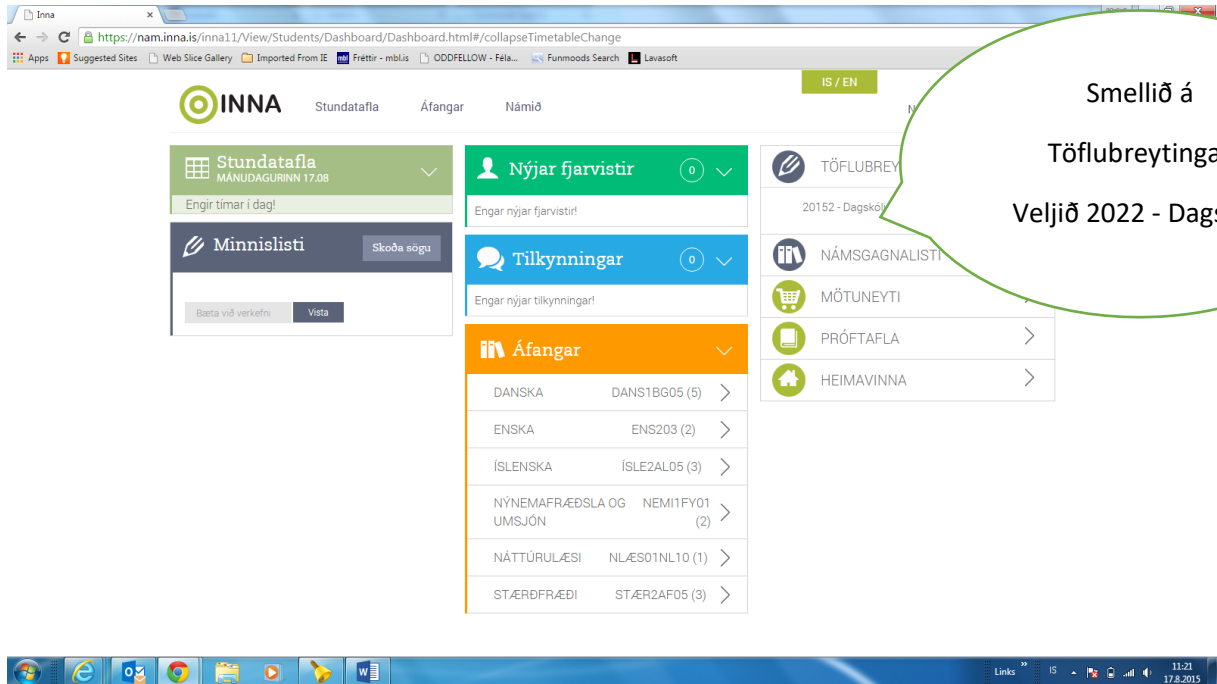 Inna
https://nam.inna.is/inna11/View/Students/Dashboard/Dashboard.html#/collapseTimetableChange
Apps Suggested Sites Web Slice Gallery Imported From IE mbl Fréttir - mbl.is ODDFELLOW - Féla... Funmoods Search L Lavasoft
IS / EN
INNA Stundatafla Áfangar Námið
N
Smellið á
Töflubreytinga
Veljið 2022 - Dags
Stundatafla
MÁNUDAGURINN 17.08
Engir tímar í dag!
Minnislisti Skoða sögu
Bæta við verkefni Vista
Nýjar fjarvistir 0
Engar nýjar fjarvistir!
Tilkynningar 0
Engar nýjar tilkynningar!
Áfangar
DANSKA DANS1BG05 (5)
ENSKA ENS203 (2)
ÍSLENSKA ÍSLE2AL05 (3)
NÝNEMAFRÆÐSLA OG NEMI1FY01
UMSJÓN (2)
NÁTTÚRULÆSI NLÆS01NL10 (1)
STÆRÐFRÆÐI STÆR2AF05 (3)
TÖFLUBREY
20152 - Dagskóli
NÁMSGAGNALISTI
MÖTUNEYTI
PRÓFTAFLA
HEIMAVINNA
Links IS 11:21
17.8.2015